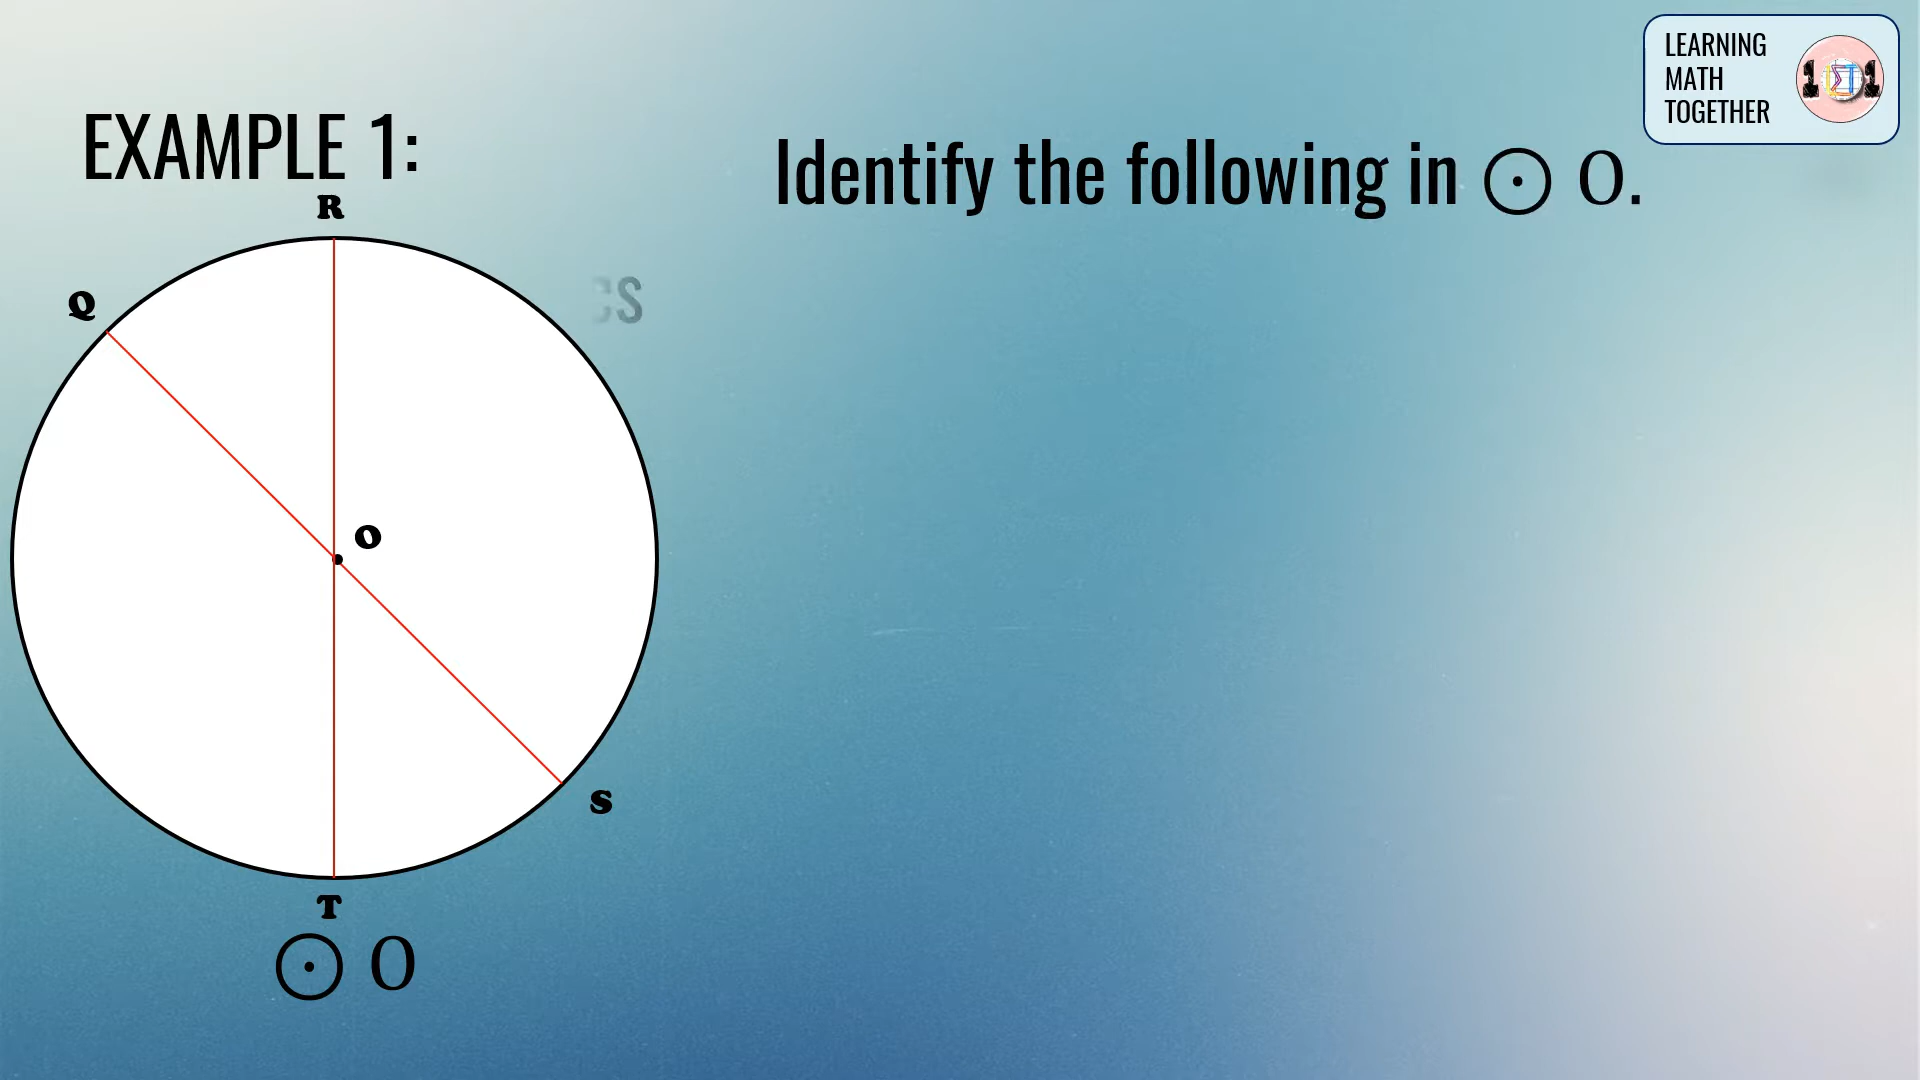 LEARNING
MATH
TOGETHER
EXAMPLE 1:
Identify the following in ⊙ O.
R
Q
O
S
T
⊙ O